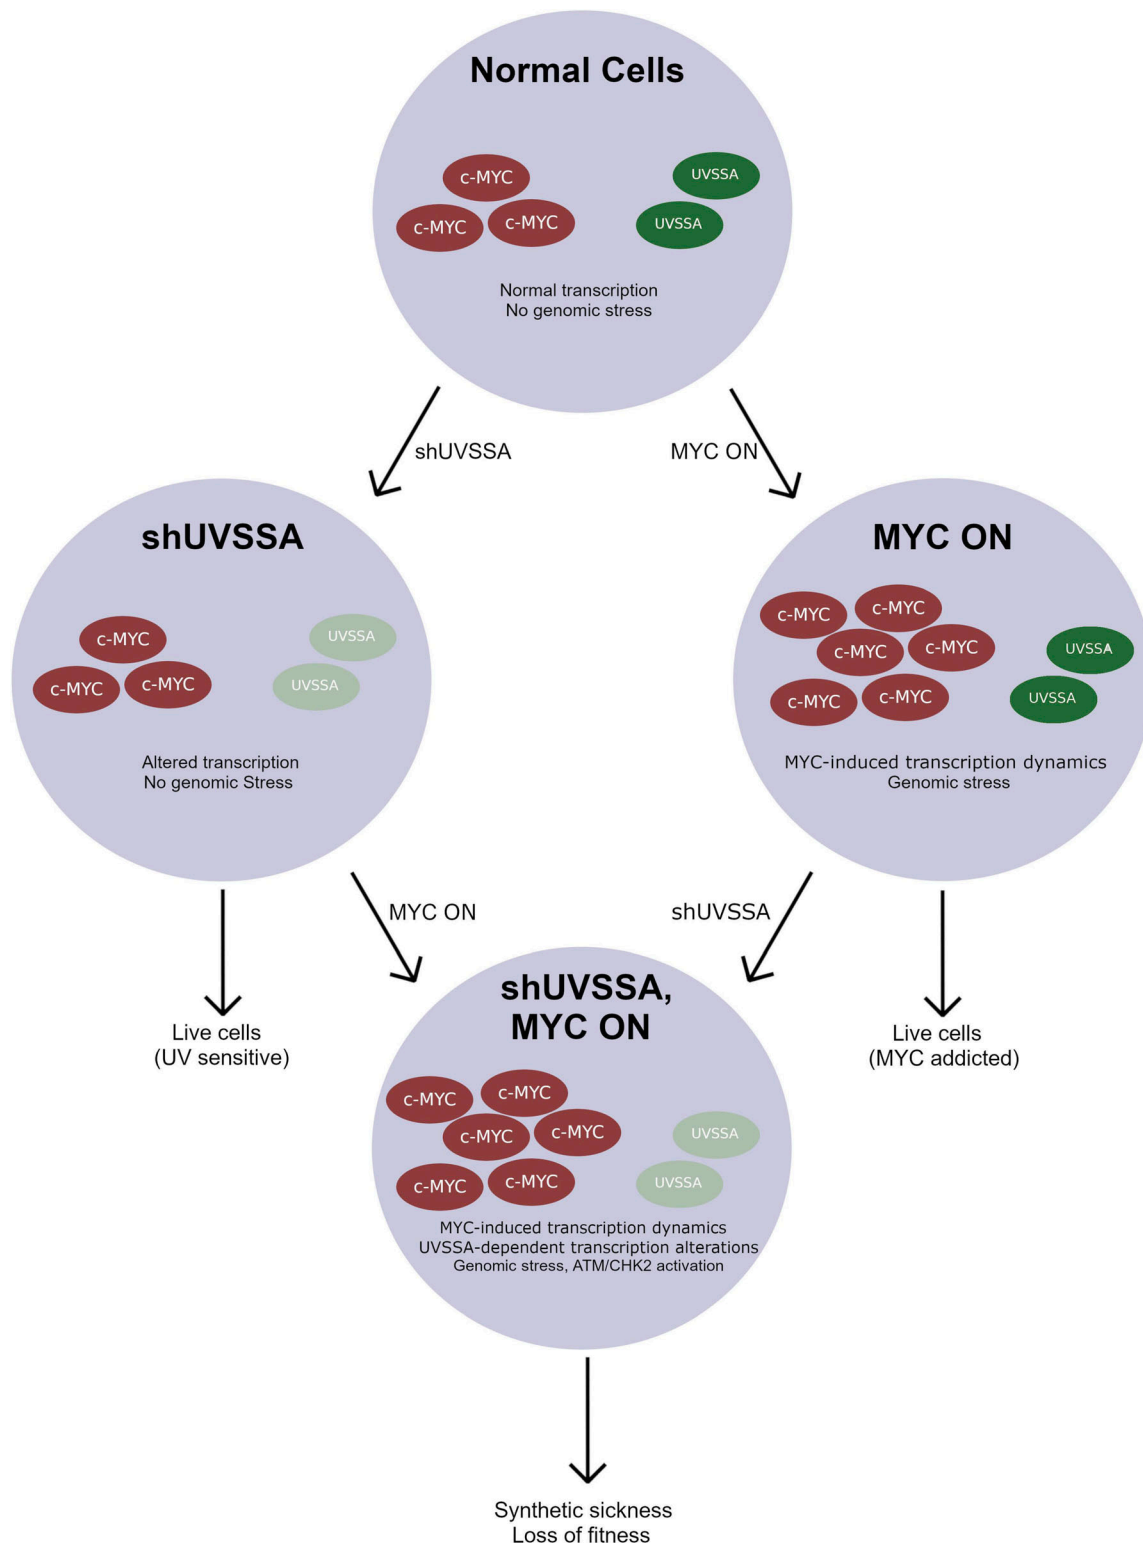 Normal Cells
c-MYC
c-MYC
c-MYC
UVSSA
UVSSA
Normal transcription
No genomic stress
shUVSSA
MYC ON
shUVSSA
c-MYC
c-MYC
c-MYC
UVSSA
UVSSA
Altered transcription
No genomic Stress
MYC ON
c-MYC
c-MYC
c-MYC
c-MYC
c-MYC
c-MYC
UVSSA
UVSSA
MYC-induced transcription dynamics
Genomic stress
MYC ON
shUVSSA
Live cells
(UV sensitive)
Live cells
(MYC addicted)
shUVSSA,
MYC ON
c-MYC
c-MYC
c-MYC
c-MYC
c-MYC
c-MYC
UVSSA
UVSSA
MYC-induced transcription dynamics
UVSSA-dependent transcription alterations
Genomic stress, ATM/CHK2 activation
Synthetic sickness
Loss of fitness